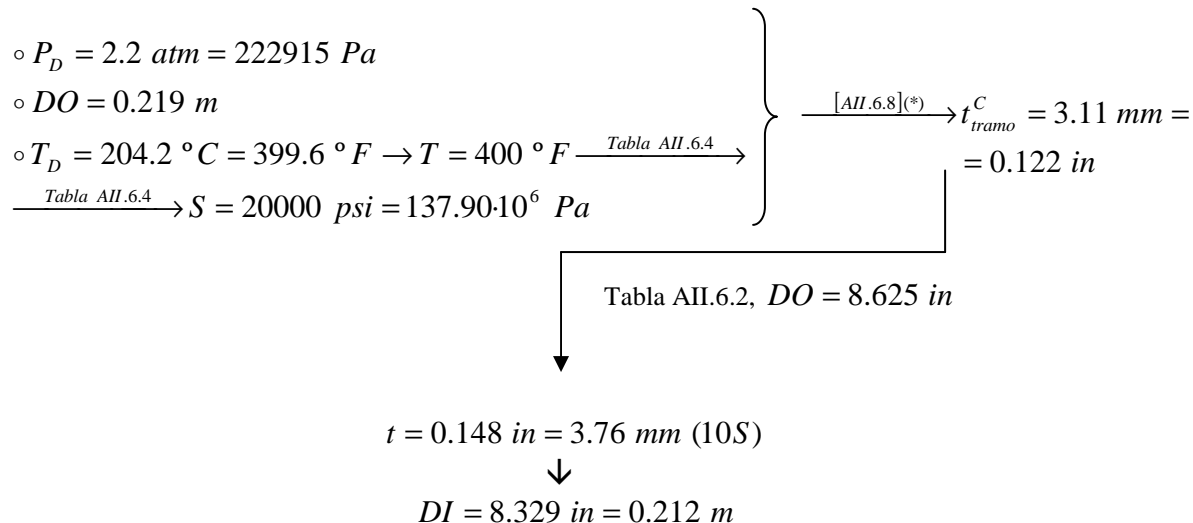 ∘ P_D = 2.2 atm = 222915 Pa
∘ DO = 0.219 m
∘ T_D = 204.2 °C = 399.6 °F → T = 400 °F —Tabla AII.6.4→
—Tabla AII.6.4→ S = 20000 psi = 137.90·10^6 Pa
—[AII.6.8](*)→ t^C_tramo = 3.11 mm =
= 0.122 in
Tabla AII.6.2, DO = 8.625 in
t = 0.148 in = 3.76 mm (10S)
↓
DI = 8.329 in = 0.212 m